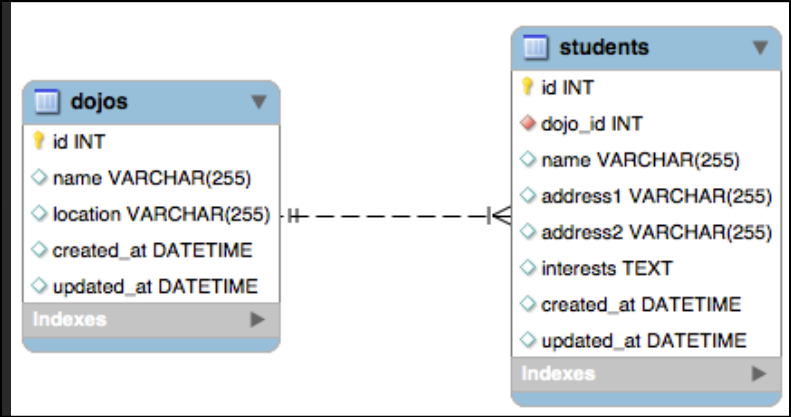 dojos
id INT
name VARCHAR(255)
location VARCHAR(255)
created_at DATETIME
updated_at DATETIME
Indexes
students
id INT
dojo_id INT
name VARCHAR(255)
address1 VARCHAR(255)
address2 VARCHAR(255)
interests TEXT
created_at DATETIME
updated_at DATETIME
Indexes